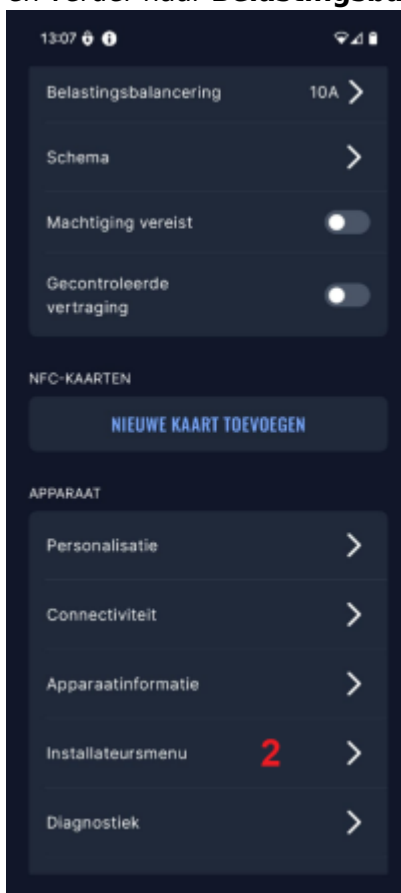 13:07
Belastingsbalancering 10A
Schema
Machtiging vereist
Gecontroleerde
vertraging
NFC-KAARTEN
NIEUWE KAART TOEVOEGEN
APPARAAT
Personalisatie
Connectiviteit
Apparaatinformatie
Installateursmenu 2
Diagnostiek